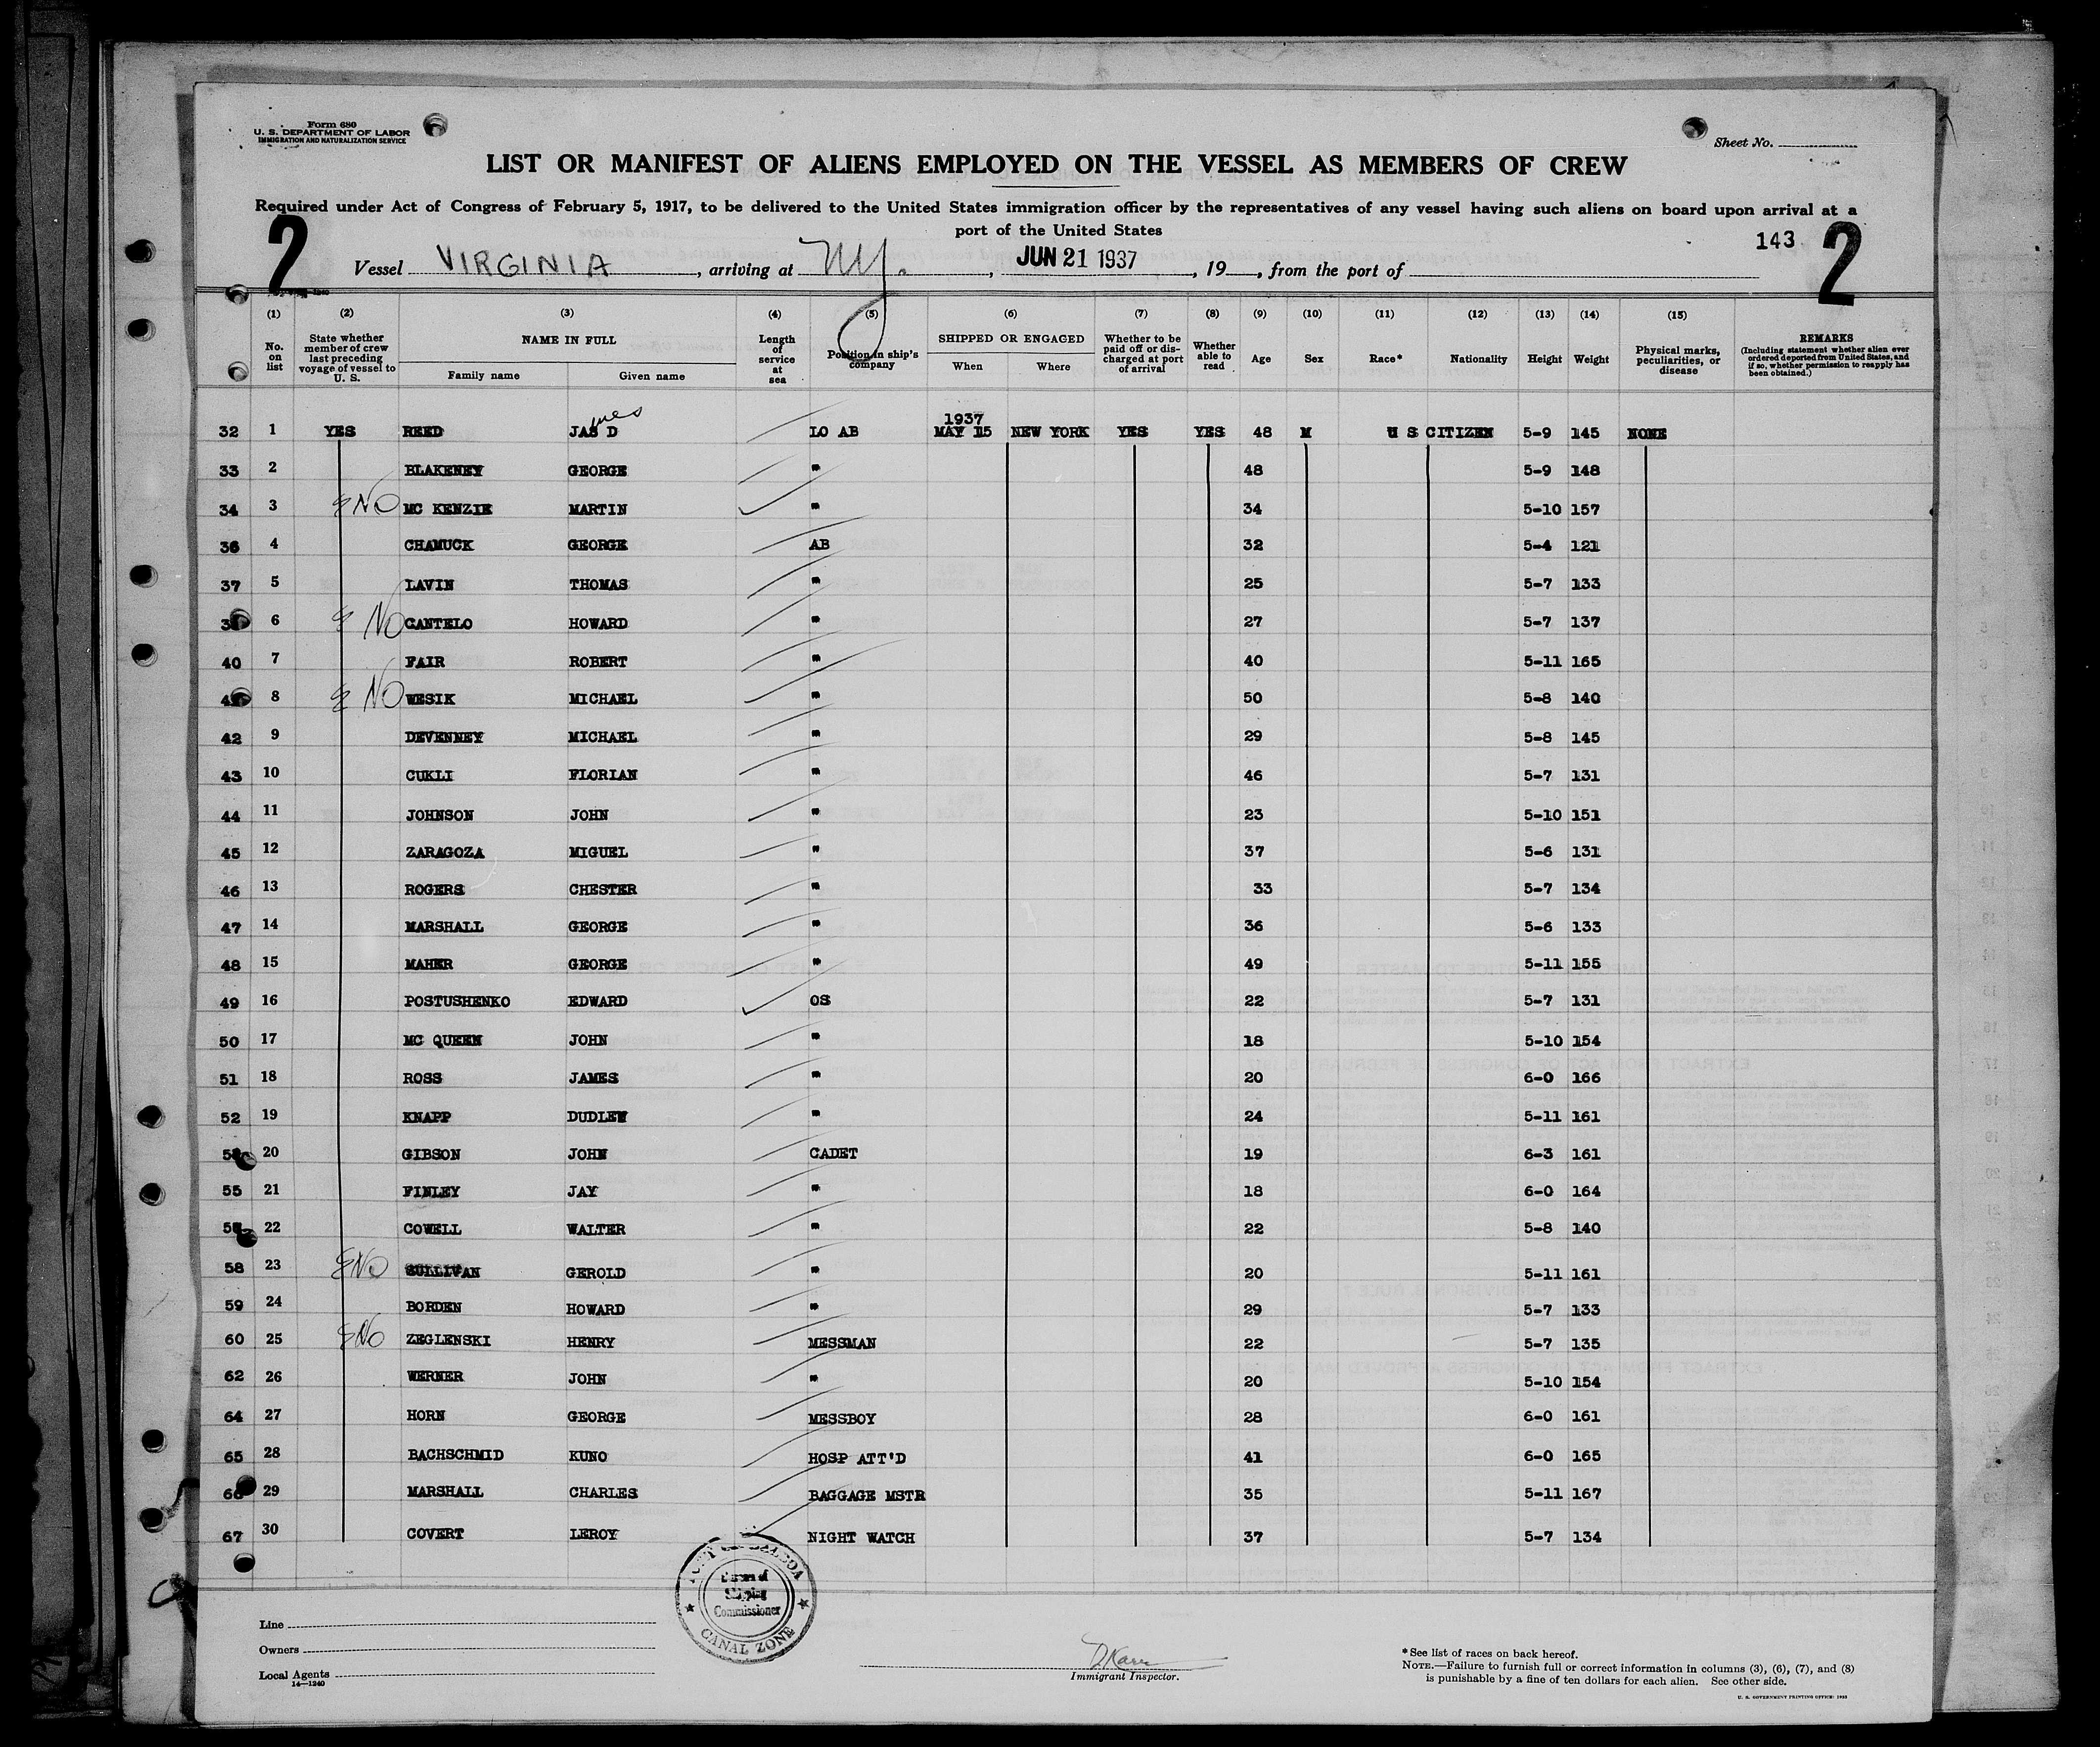 Form 680
U. S. DEPARTMENT OF LABOR
IMMIGRATION AND NATURALIZATION SERVICE
Sheet No.
LIST OR MANIFEST OF ALIENS EMPLOYED ON THE VESSEL AS MEMBERS OF CREW
Required under Act of Congress of February 5, 1917, to be delivered to the United States immigration officer by the representatives of any vessel having such aliens on board upon arrival at a
port of the United States
2 143 2
Vessel VIRGINIA, arriving at NY., JUN 21 1937, 19, from the port of
(1) (2) (3) (4) (5) (6) (7) (8) (9) (10) (11) (12) (13) (14) (15)
No. on list
State whether member of crew last preceding voyage of vessel to U. S.
NAME IN FULL
Family name Given name
Length of service at sea
Position in ship's company
SHIPPED OR ENGAGED
When Where
Whether to be paid off or discharged at port of arrival
Whether able to read
Age Sex Race* Nationality Height Weight
Physical marks, peculiarities, or disease
REMARKS
(Including statement whether alien ever ordered deported from United States, and if so, whether permission to reapply has been obtained.)
32 1 YES REED JAS D ames LO AB 1937 MAY 15 NEW YORK YES YES 48 M U S CITIZEN 5-9 145 NONE
33 2 BLAKENEY GEORGE " 48 5-9 148
34 3 NO MC KENZIE MARTIN " 34 5-10 157
36 4 CHAMUCK GEORGE AB 32 5-4 121
37 5 LAVIN THOMAS " 25 5-7 133
6 NO CANTELO HOWARD " 27 5-7 137
40 7 FAIR ROBERT " 40 5-11 165
8 NO WESIK MICHAEL " 50 5-8 140
42 9 DEVENNEY MICHAEL " 29 5-8 145
43 10 CUKLI FLORIAN " 46 5-7 131
44 11 JOHNSON JOHN " 23 5-10 151
45 12 ZARAGOZA MIGUEL " 37 5-6 131
46 13 ROGERS CHESTER " 33 5-7 134
47 14 MARSHALL GEORGE " 36 5-6 133
48 15 MAHER GEORGE " 49 5-11 155
49 16 POSTUSHENKO EDWARD OS 22 5-7 131
50 17 MC QUEEN JOHN " 18 5-10 154
51 18 ROSS JAMES " 20 6-0 166
52 19 KNAPP DUDLEW " 24 5-11 161
20 GIBSON JOHN CADET 19 6-3 161
55 21 FINLEY JAY " 18 6-0 164
22 COWELL WALTER " 22 5-8 140
58 23 NO SULLIVAN GEROLD " 20 5-11 161
59 24 BORDEN HOWARD " 29 5-7 133
60 25 NO ZEGLENSKI HENRY MESSMAN 22 5-7 135
62 26 WERNER JOHN " 20 5-10 154
64 27 HORN GEORGE MESSBOY 28 6-0 161
65 28 BACHSCHMID KUNO HOSP ATT'D 41 6-0 165
66 29 MARSHALL CHARLES BAGGAGE MSTR 35 5-11 167
67 30 COVERT LEROY NIGHT WATCH 37 5-7 134
Shipping
Commissioner
CANAL ZONE
Line
Owners
Local Agents
14—1240
Immigrant Inspector.
*See list of races on back hereof.
NOTE.—Failure to furnish full or correct information in columns (3), (6), (7), and (8)
is punishable by a fine of ten dollars for each alien. See other side.
U. S. GOVERNMENT PRINTING OFFICE: 1933